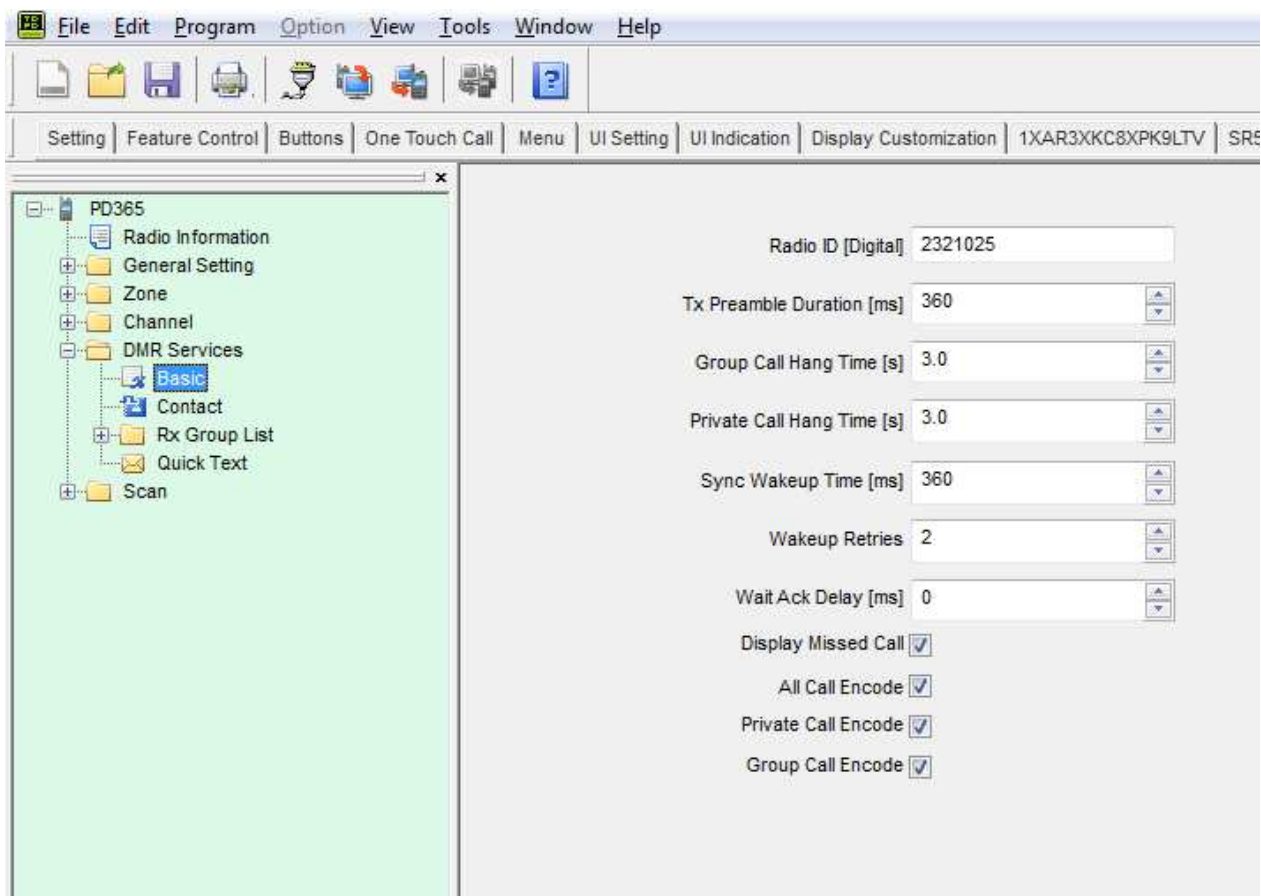 File Edit Program Option View Tools Window Help
Setting Feature Control Buttons One Touch Call Menu UI Setting UI Indication Display Customization 1XAR3XKC8XPK9LTV SR5
PD365
Radio Information
General Setting
Zone
Channel
DMR Services
Basic
Contact
Rx Group List
Quick Text
Scan
Radio ID [Digital] 2321025
Tx Preamble Duration [ms] 360
Group Call Hang Time [s] 3.0
Private Call Hang Time [s] 3.0
Sync Wakeup Time [ms] 360
Wakeup Retries 2
Wait Ack Delay [ms] 0
Display Missed Call
All Call Encode
Private Call Encode
Group Call Encode